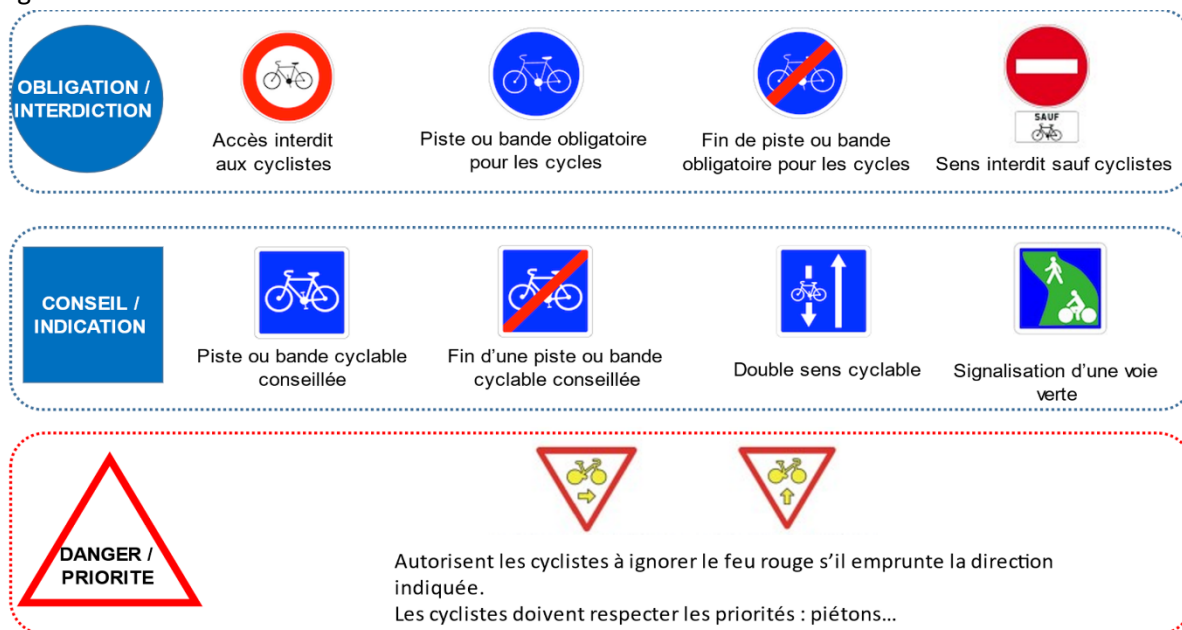 OBLIGATION /
INTERDICTION
Accès interdit
aux cyclistes
Piste ou bande obligatoire
pour les cycles
Fin de piste ou bande
obligatoire pour les cycles
SAUF
Sens interdit sauf cyclistes
CONSEIL /
INDICATION
Piste ou bande cyclable
conseillée
Fin d’une piste ou bande
cyclable conseillée
Double sens cyclable
Signalisation d’une voie
verte
DANGER /
PRIORITE
Autorisent les cyclistes à ignorer le feu rouge s’il emprunte la direction
indiquée.
Les cyclistes doivent respecter les priorités : piétons…